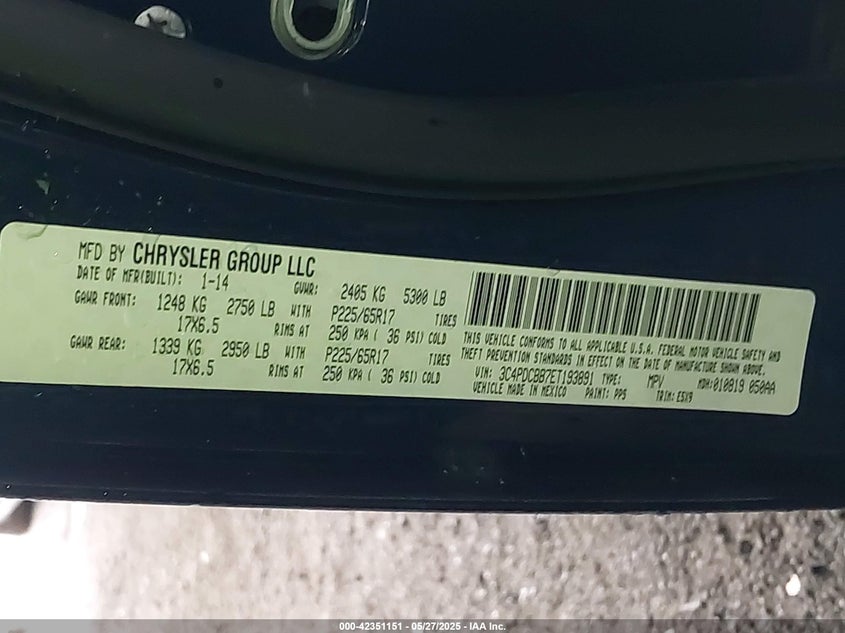 MFD BY CHRYSLER GROUP LLC
DATE OF MFR(BUILT): 1-14 GVWR: 2405 KG 5300 LB
GAWR FRONT: 1248 KG 2750 LB WITH P225/65R17 TIRES
17X6.5 RIMS AT 250 KPA ( 36 PSI) COLD
GAWR REAR: 1339 KG 2950 LB WITH P225/65R17 TIRES
17X6.5 RIMS AT 250 KPA ( 36 PSI) COLD
THIS VEHICLE CONFORMS TO ALL APPLICABLE U.S.A. FEDERAL MOTOR VEHICLE SAFETY AND
THEFT PREVENTION STANDARDS IN EFFECT ON THE DATE OF MANUFACTURE SHOWN ABOVE.
VIN: 3C4PDCBB7ET193891 TYPE: MPV MDH:010819 050AA
VEHICLE MADE IN MEXICO PAINT: PPS TRIM: E5X9
000-42351151 - 05/27/2025 - IAA Inc.